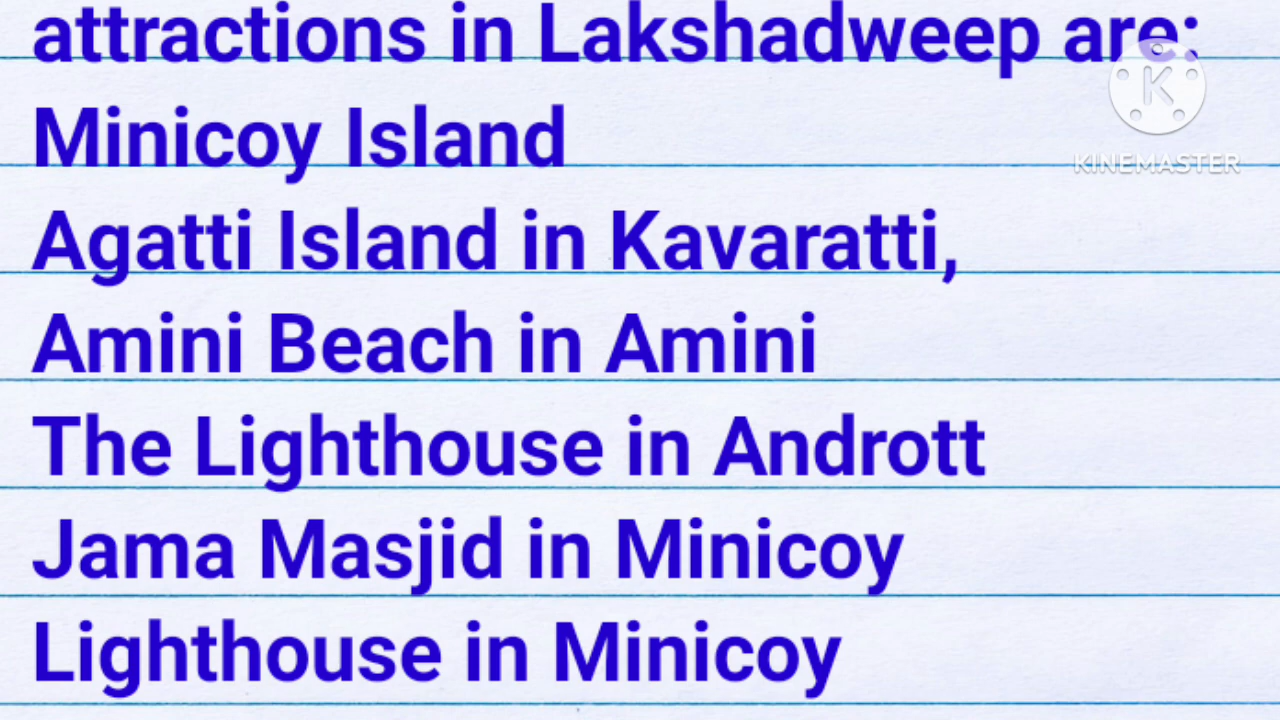 attractions in Lakshadweep are:
K
KINEMASTER
Minicoy Island
Agatti Island in Kavaratti,
Amini Beach in Amini
The Lighthouse in Andrott
Jama Masjid in Minicoy
Lighthouse in Minicoy